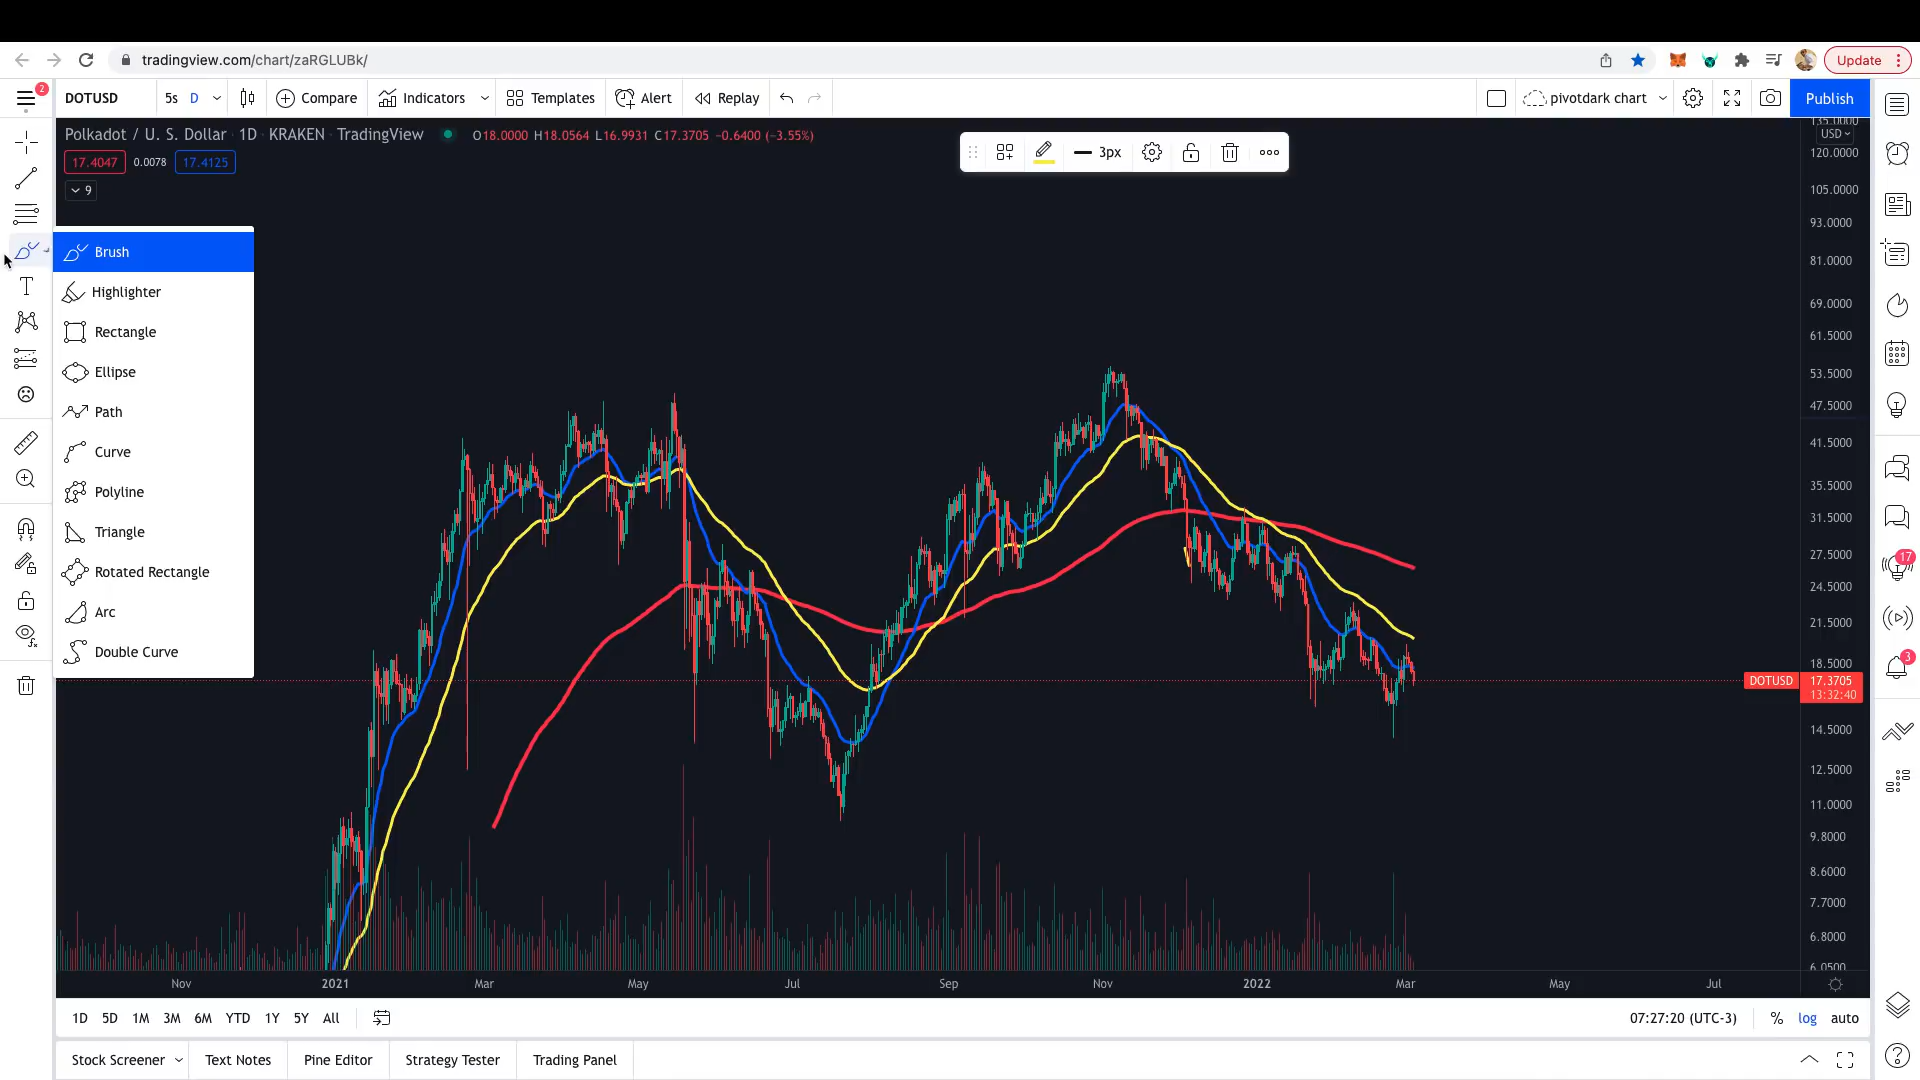 tradingview.com/chart/zaRGLUBk/
Update
2
DOTUSD
5s D
Compare
Indicators
Templates
Alert
Replay
pivotdark chart
Publish
Polkadot / U. S. Dollar · 1D · KRAKEN · TradingView
O18.0000 H18.0564 L16.9931 C17.3705 −0.6400 (−3.55%)
17.4047 0.0078 17.4125
9
3px
Brush
Highlighter
Rectangle
Ellipse
Path
Curve
Polyline
Triangle
Rotated Rectangle
Arc
Double Curve
135.0000
USD
120.0000
105.0000
93.0000
81.0000
69.0000
61.5000
53.5000
47.5000
41.5000
35.5000
31.5000
27.5000
24.5000
21.5000
18.5000
DOTUSD 17.3705
13:32:40
14.5000
12.5000
11.0000
9.8000
8.6000
7.7000
6.8000
6.0500
17
3
Nov 2021 Mar May Jul Sep Nov 2022 Mar May Jul
1D 5D 1M 3M 6M YTD 1Y 5Y All
07:27:20 (UTC-3) % log auto
Stock Screener Text Notes Pine Editor Strategy Tester Trading Panel